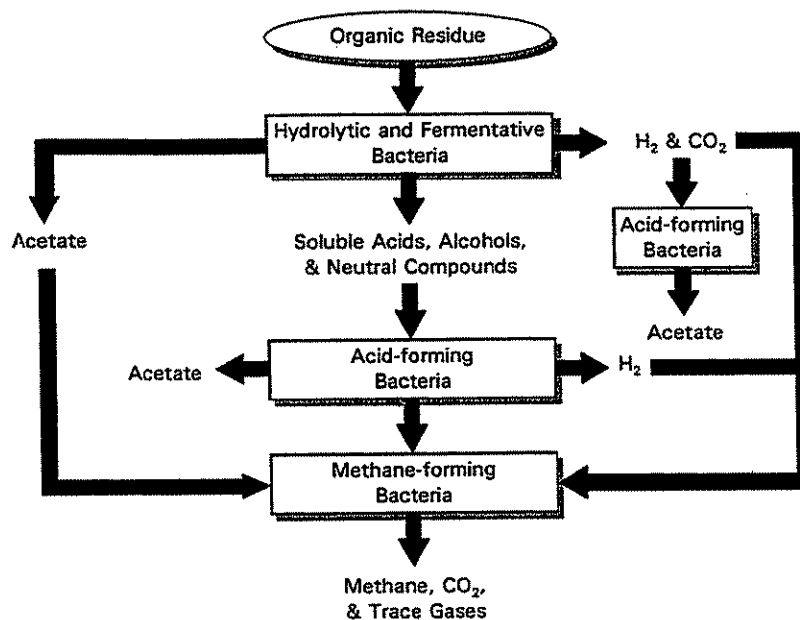 Organic Residue
Hydrolytic and Fermentative
Bacteria
H₂ & CO₂
Acetate
Soluble Acids, Alcohols,
& Neutral Compounds
Acid-forming
Bacteria
Acetate
Acetate
Acid-forming
Bacteria
H₂
Methane-forming
Bacteria
Methane, CO₂,
& Trace Gases